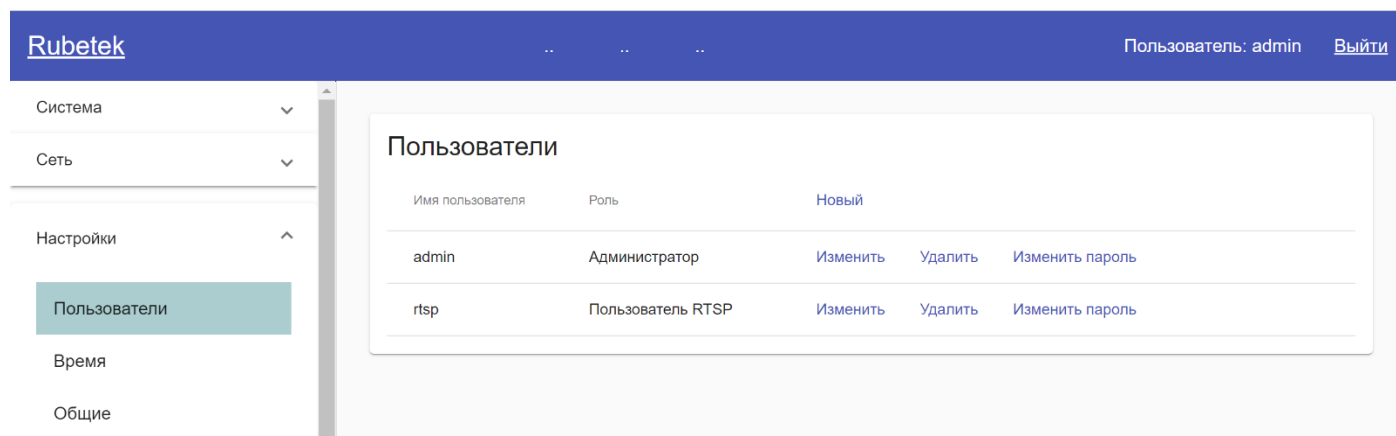 Rubetek .. .. .. Пользователь: admin Выйти
Система
Сеть
Настройки
Пользователи
Время
Общие
Пользователи
Имя пользователя Роль Новый
admin Администратор Изменить Удалить Изменить пароль
rtsp Пользователь RTSP Изменить Удалить Изменить пароль